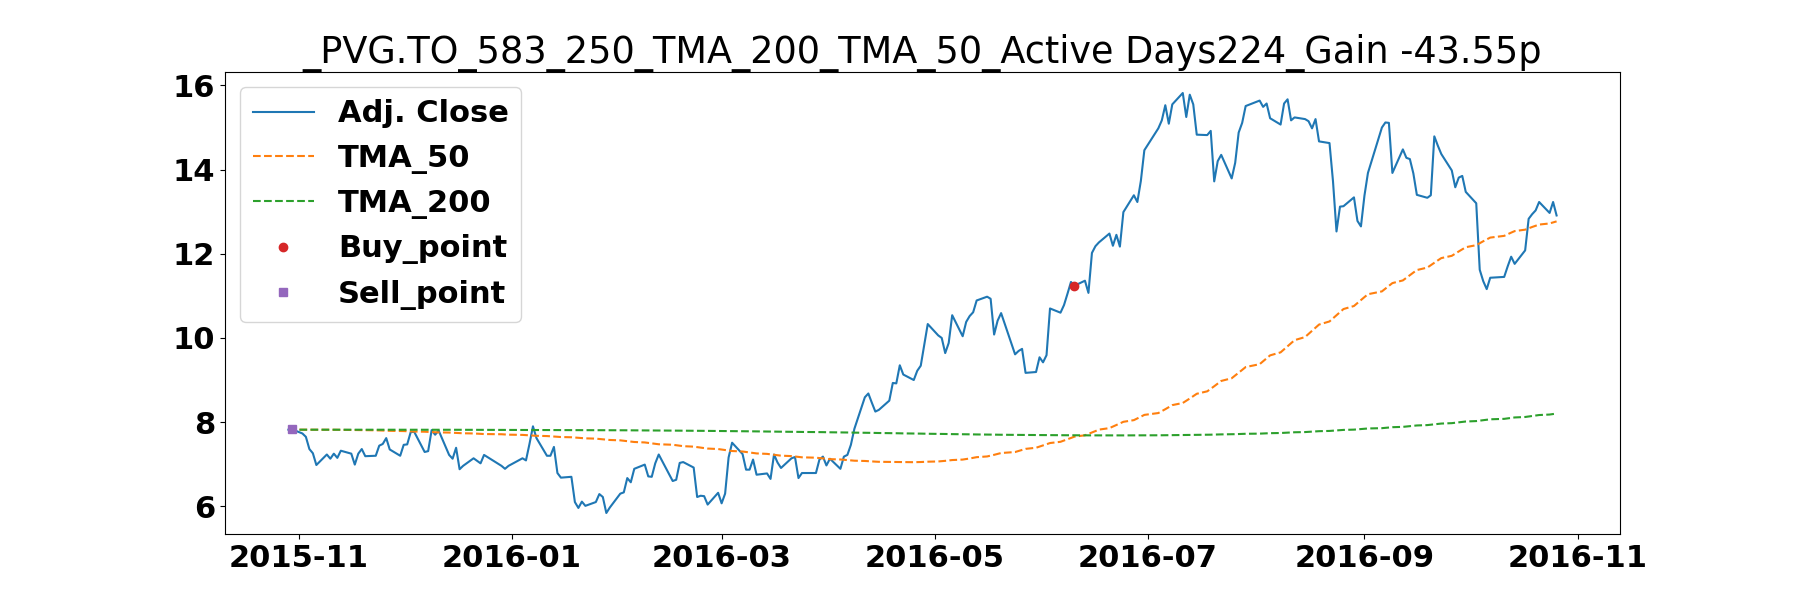 _PVG.TO_583_250_TMA_200_TMA_50_Active Days224_Gain -43.55p
16
14
12
10
8
6
Adj. Close
TMA_50
TMA_200
Buy_point
Sell_point
2015-11 2016-01 2016-03 2016-05 2016-07 2016-09 2016-11